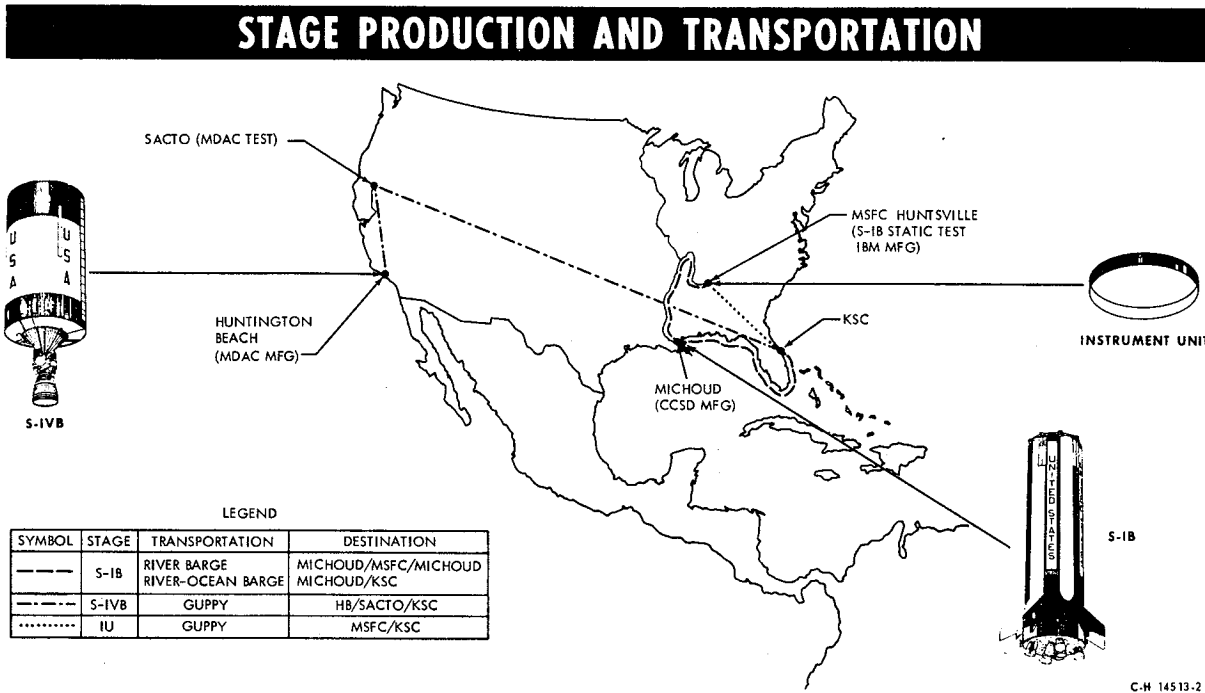 STAGE PRODUCTION AND TRANSPORTATION
SACTO (MDAC TEST)
MSFC HUNTSVILLE
(S-IB STATIC TEST
IBM MFG)
USA
USA
HUNTINGTON
BEACH
(MDAC MFG)
KSC
INSTRUMENT UNIT
MICHOUD
(CCSD MFG)
S-IVB
UNITED STATES
S-IB
LEGEND
SYMBOL STAGE TRANSPORTATION DESTINATION
S-IB RIVER BARGE MICHOUD/MSFC/MICHOUD
RIVER-OCEAN BARGE MICHOUD/KSC
S-IVB GUPPY HB/SACTO/KSC
IU GUPPY MSFC/KSC
C-H 14513-2